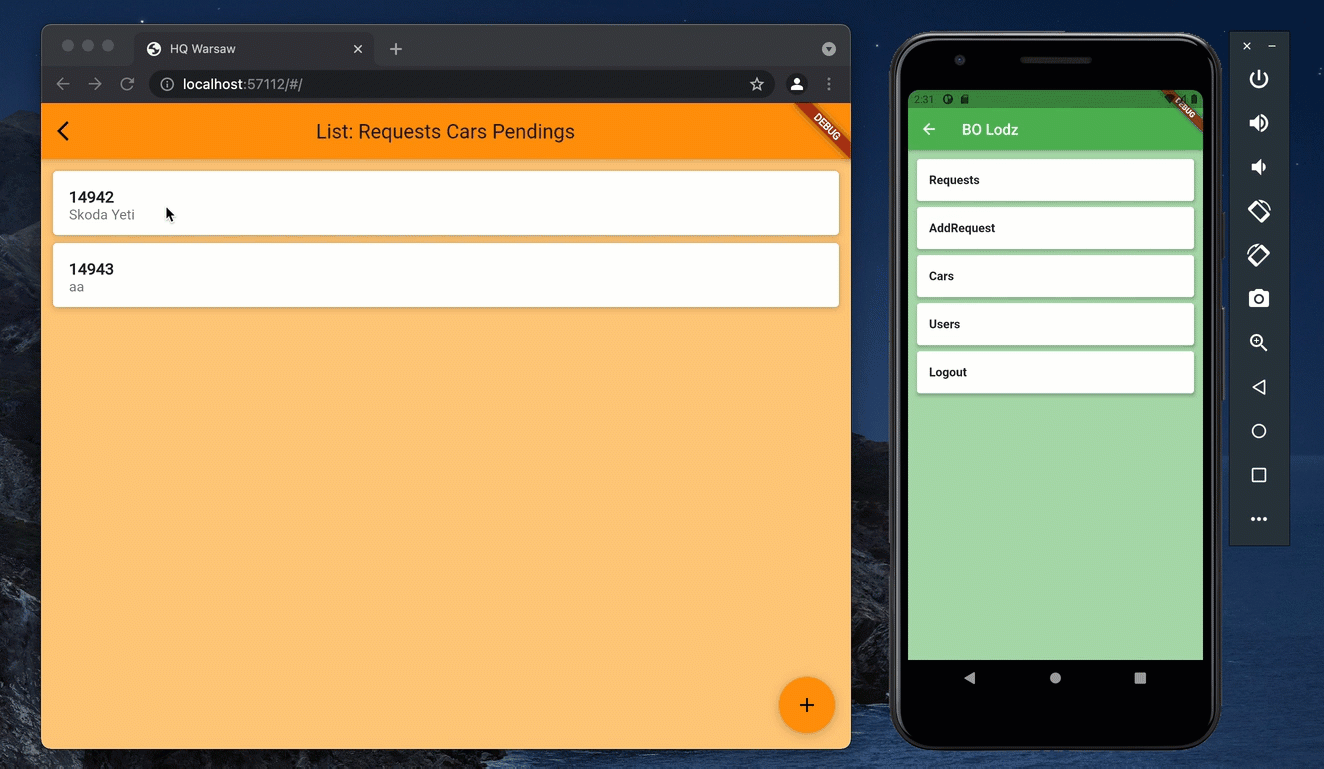 HQ Warsaw
localhost:57112/#/
List: Requests Cars Pendings
DEBUG
14942
Skoda Yeti
14943
aa
2:31
DEBUG
BO Lodz
Requests
AddRequest
Cars
Users
Logout